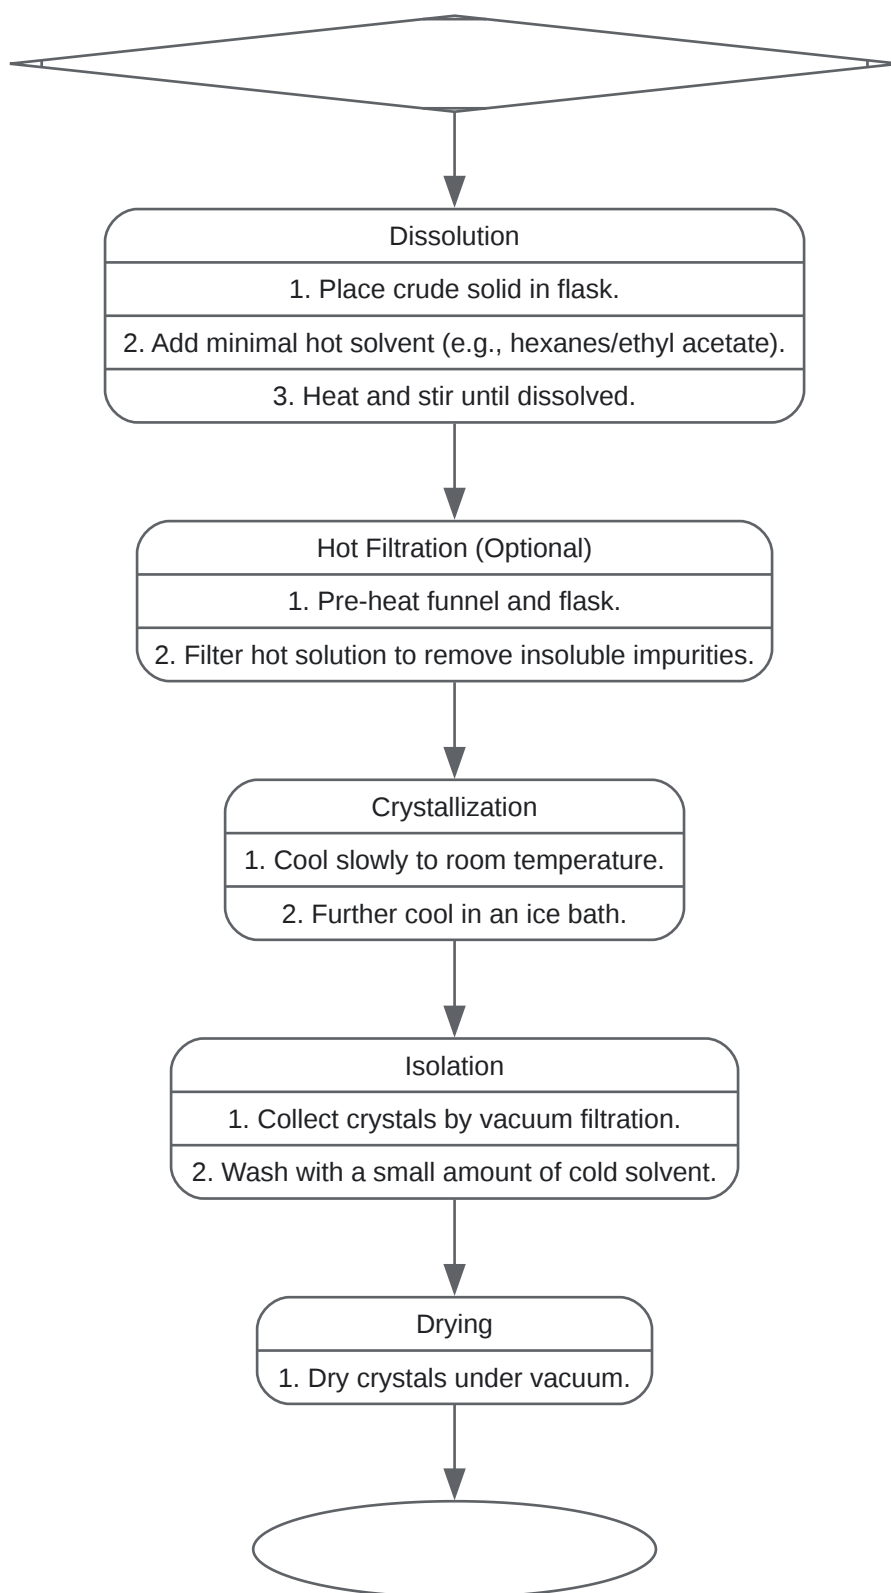 Dissolution
1. Place crude solid in flask.
2. Add minimal hot solvent (e.g., hexanes/ethyl acetate).
3. Heat and stir until dissolved.
Hot Filtration (Optional)
1. Pre-heat funnel and flask.
2. Filter hot solution to remove insoluble impurities.
Crystallization
1. Cool slowly to room temperature.
2. Further cool in an ice bath.
Isolation
1. Collect crystals by vacuum filtration.
2. Wash with a small amount of cold solvent.
Drying
1. Dry crystals under vacuum.